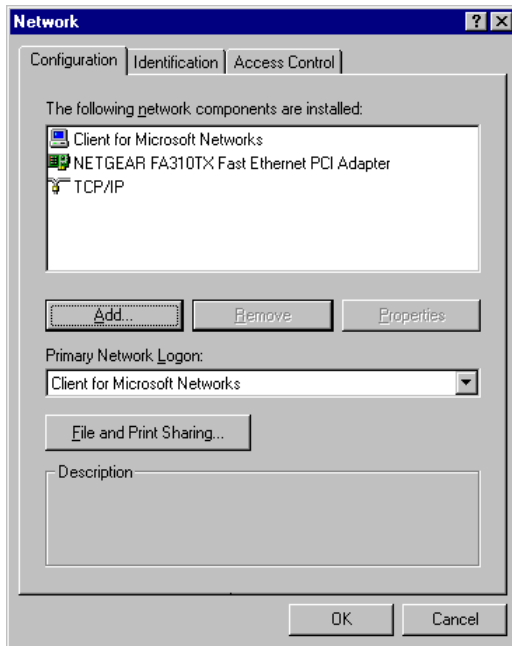 Network
Configuration
Identification
Access Control
The following network components are installed:
Client for Microsoft Networks
NETGEAR FA310TX Fast Ethernet PCI Adapter
TCP/IP
Add...
Remove
Properties
Primary Network Logon:
Client for Microsoft Networks
File and Print Sharing...
Description
OK
Cancel